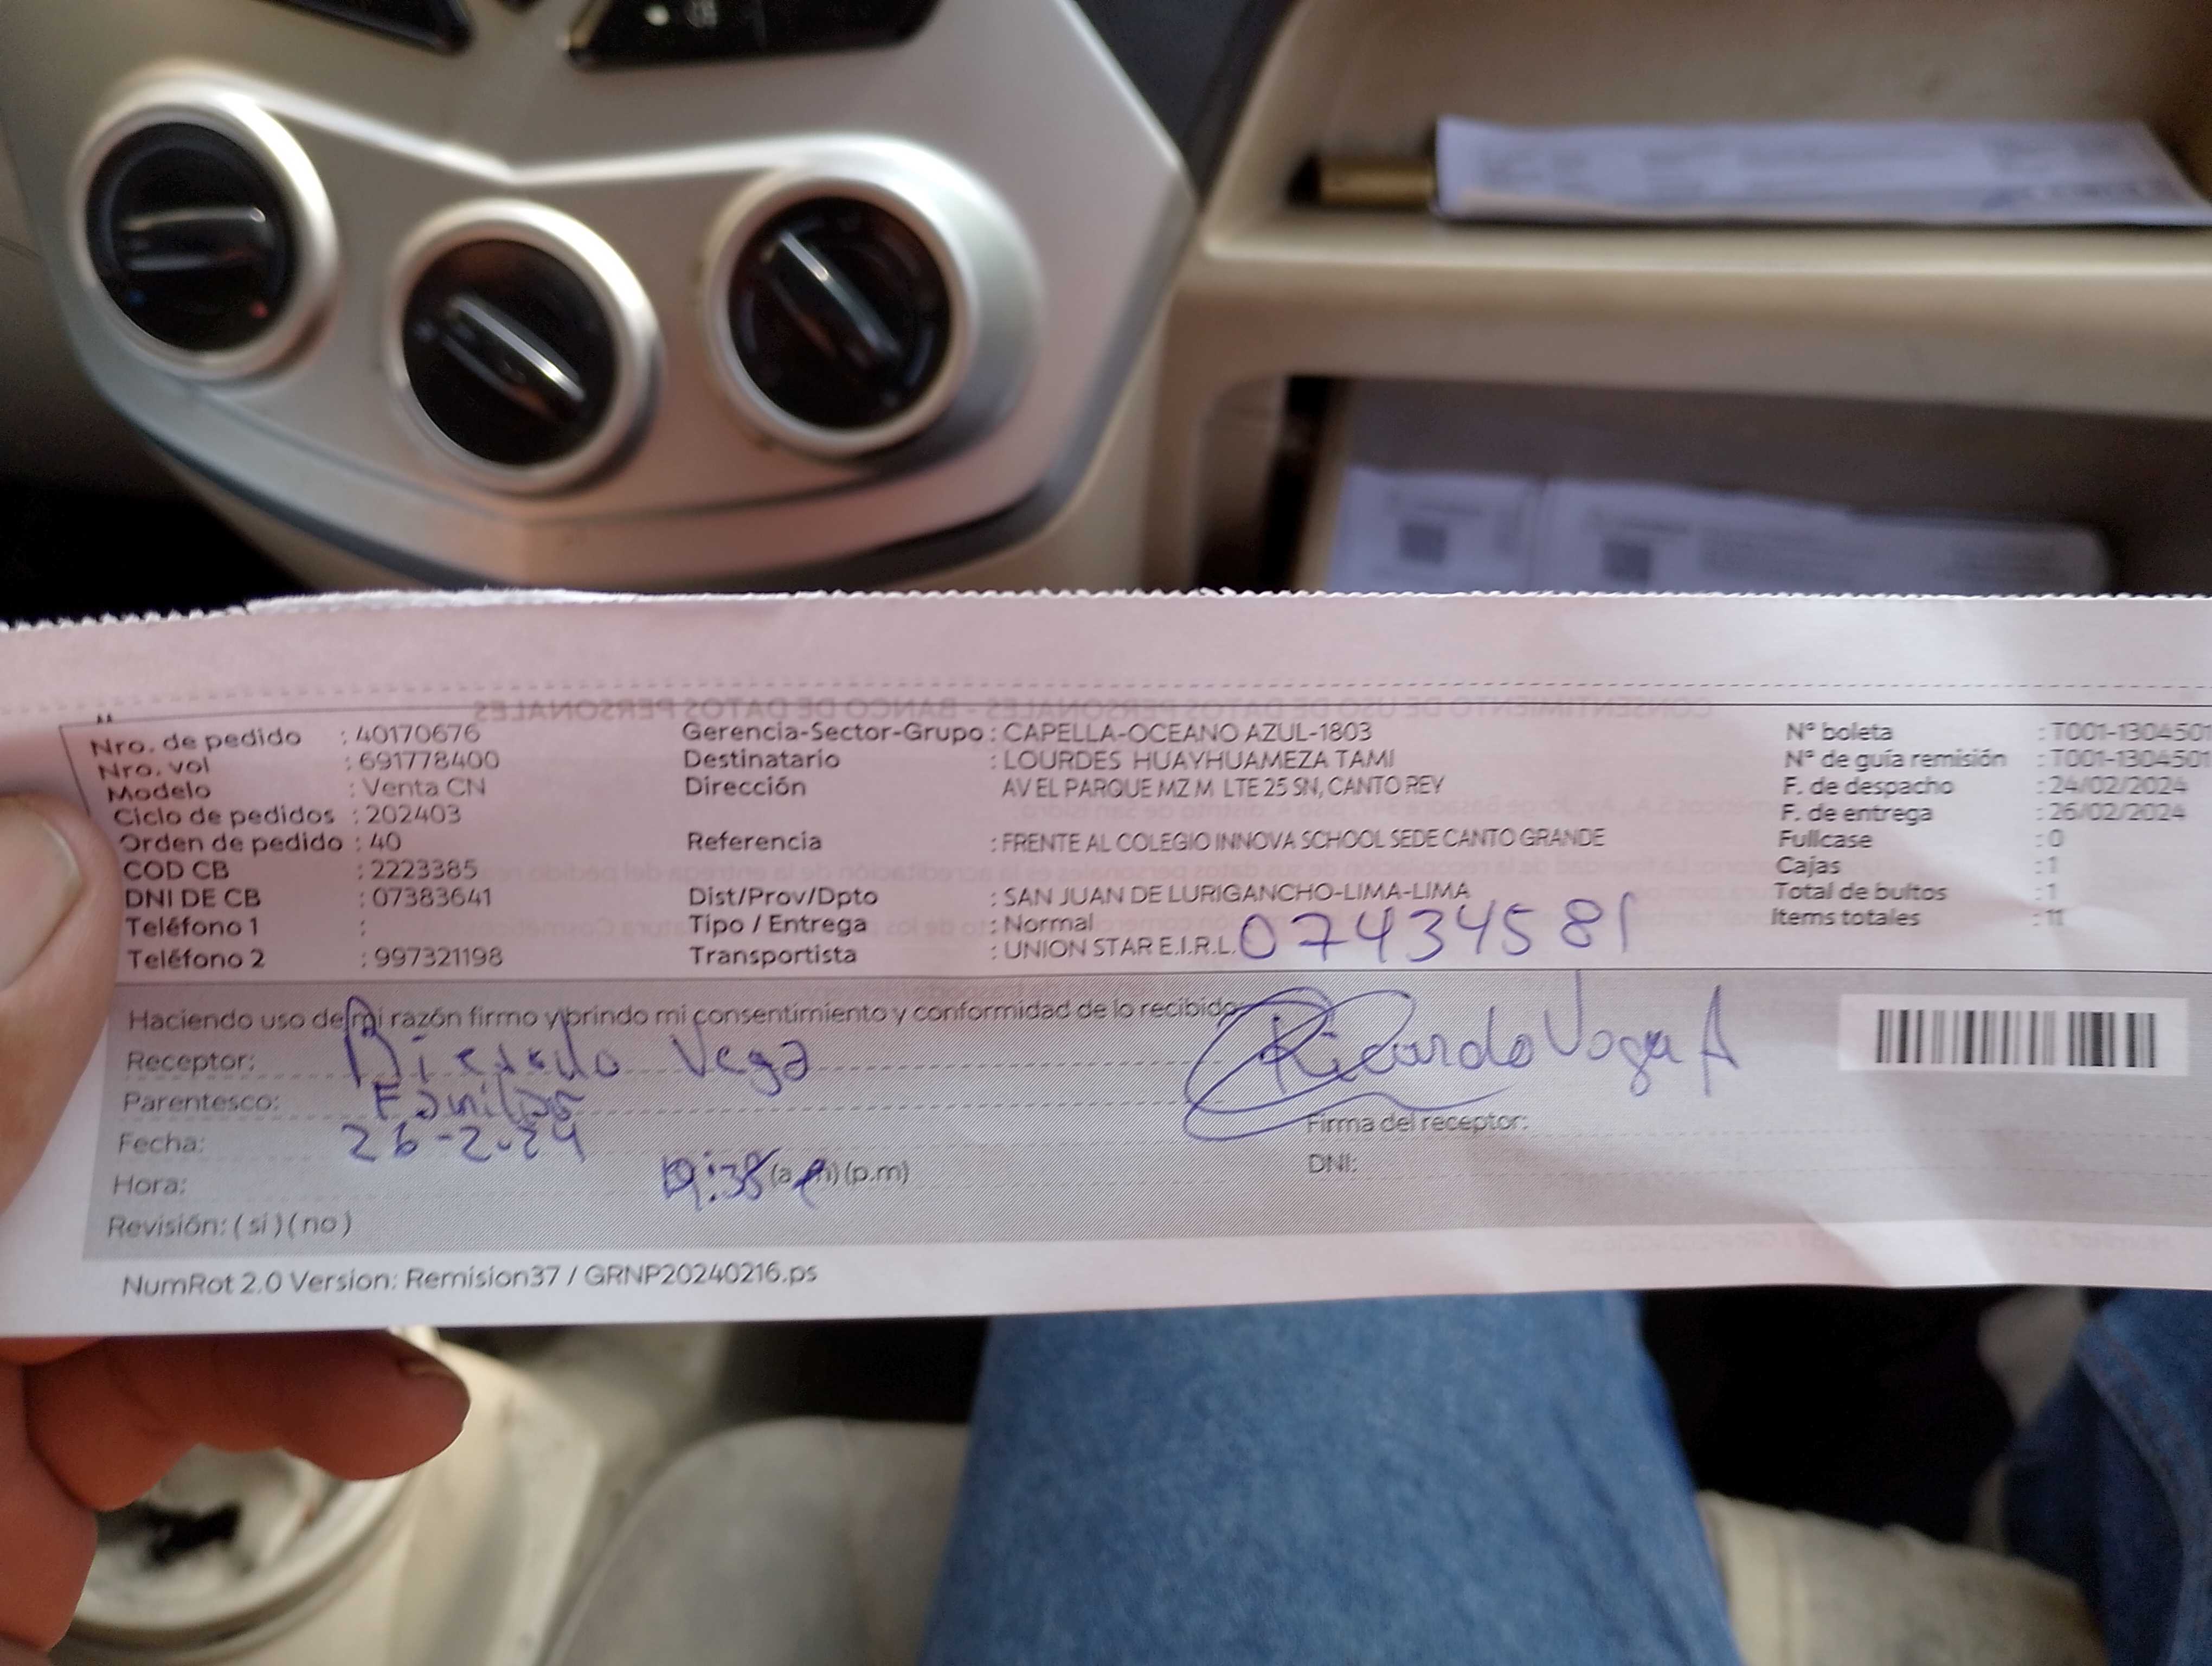 Nro. de pedido : 40170676 Gerencia-Sector-Grupo : CAPELLA-OCEANO AZUL-1803 N° boleta : T001-1304501
Nro. vol : 691778400 Destinatario : LOURDES HUAYHUAMEZA TAMI N° de guía remisión : T001-1304501
Modelo : Venta CN Dirección AV EL PARQUE MZ M LTE 25 SN, CANTO REY F. de despacho : 24/02/2024
Ciclo de pedidos : 202403 F. de entrega : 26/02/2024
Orden de pedido : 40 Referencia : FRENTE AL COLEGIO INNOVA SCHOOL SEDE CANTO GRANDE Fullcase : 0
COD CB : 2223385 Cajas : 1
DNI DE CB : 07383641 Dist/Prov/Dpto : SAN JUAN DE LURIGANCHO-LIMA-LIMA Total de bultos : 1
Teléfono 1 : Tipo / Entrega : Normal Items totales : 11
Teléfono 2 : 997321198 Transportista : UNION STAR E.I.R.L. 07434581
Haciendo uso de mi razón firmo y brindo mi consentimiento y conformidad de lo recibido
Receptor: Ricardo Vega Ricardo Vega A
Parentesco: Familiar Firma del receptor:
Fecha: 26-2-24 DNI:
Hora: 9:38 (a.m) (p.m)
Revisión: ( si ) ( no )
NumRot 2.0 Version: Remision37 / GRNP20240216.ps